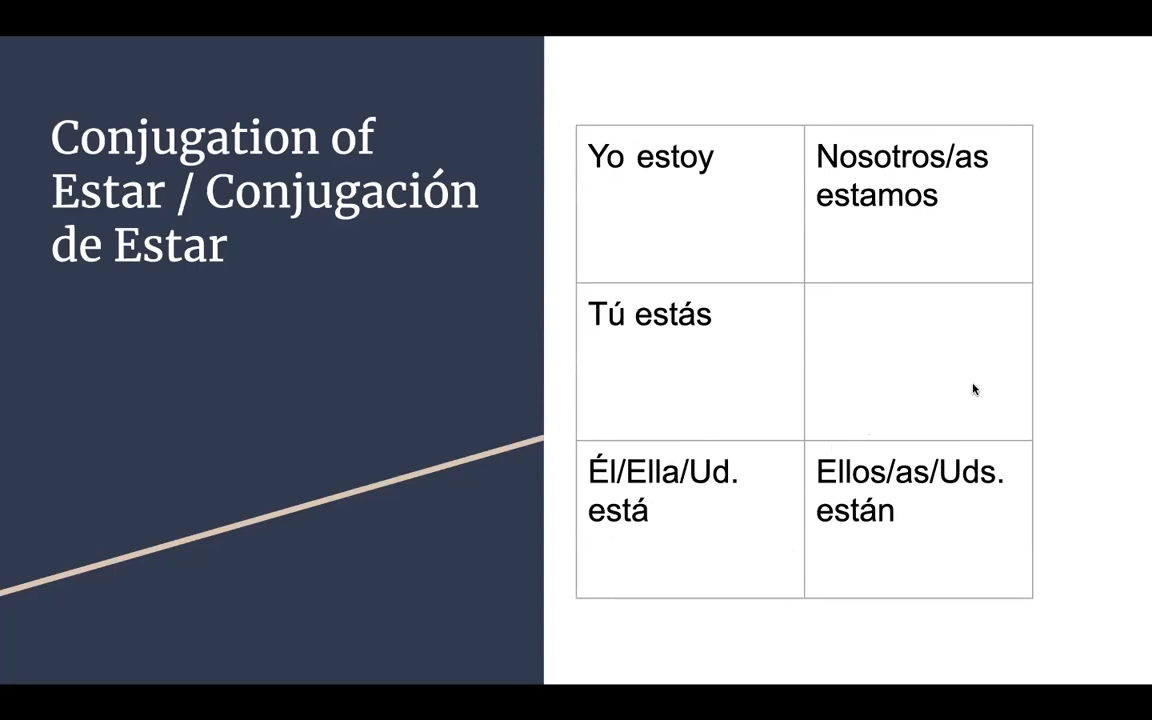 Conjugation of
Estar / Conjugación
de Estar
Yo estoy
Nosotros/as
estamos
Tú estás
Él/Ella/Ud.
está
Ellos/as/Uds.
están